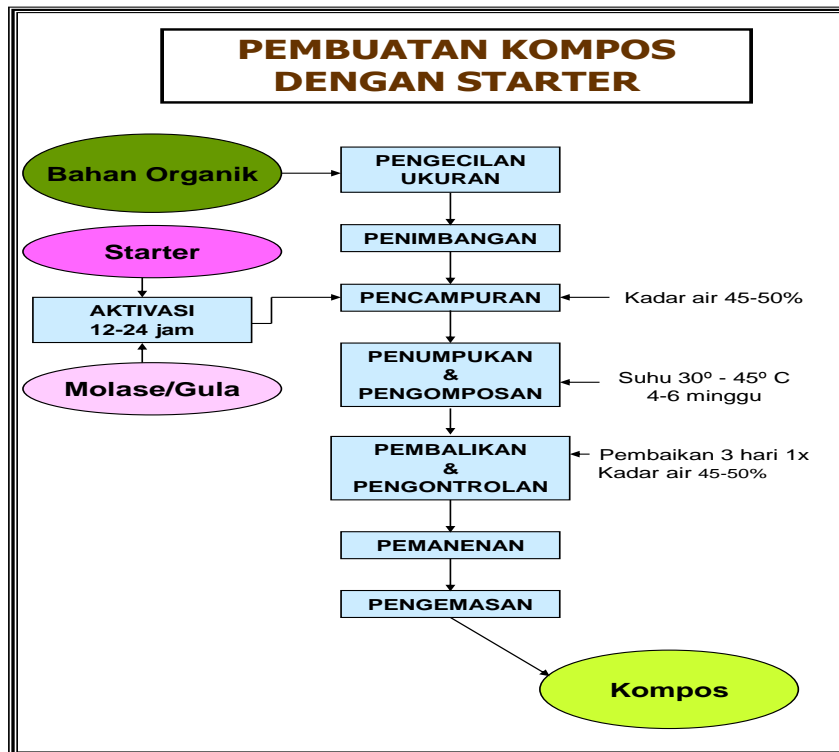 PEMBUATAN KOMPOS
DENGAN STARTER
Bahan Organik
PENGECILAN
UKURAN
Starter
PENIMBANGAN
AKTIVASI
12-24 jam
PENCAMPURAN
Kadar air 45-50%
Molase/Gula
PENUMPUKAN
&
PENGOMPOSAN
Suhu 30º - 45º C
4-6 minggu
PEMBALIKAN
&
PENGONTROLAN
Pembaikan 3 hari 1x
Kadar air 45-50%
PEMANENAN
PENGEMASAN
Kompos